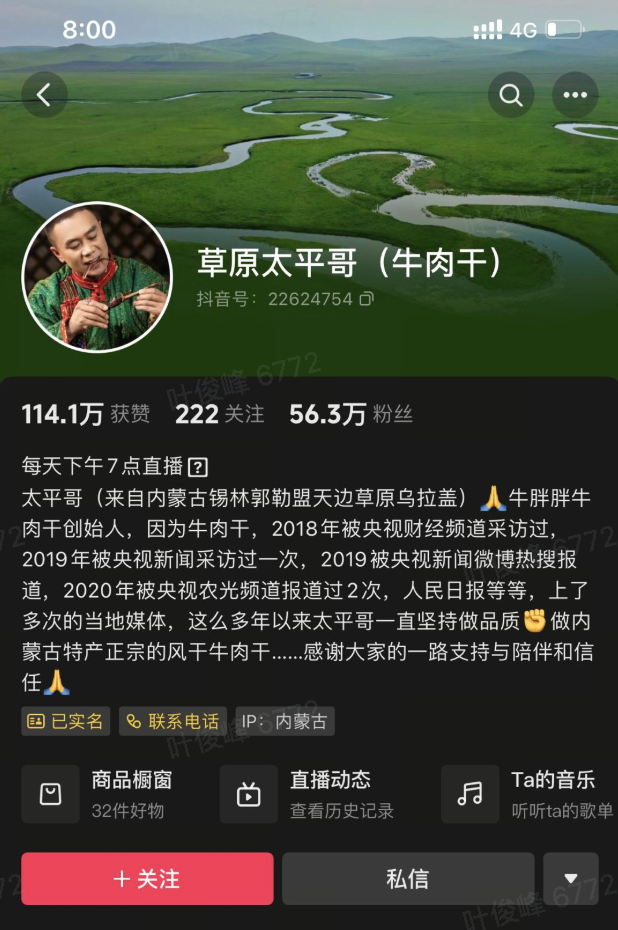 8:00
4G
草原太平哥（牛肉干）
抖音号：22624754
114.1万 获赞 222 关注 56.3万 粉丝
每天下午7点直播?
太平哥（来自内蒙古锡林郭勒盟天边草原乌拉盖）🙏牛胖胖牛
肉干创始人，因为牛肉干，2018年被央视财经频道采访过，
2019年被央视新闻采访过一次，2019被央视新闻微博热搜报
道，2020年被央视农光频道报道过2次，人民日报等等，上了
多次的当地媒体，这么多年以来太平哥一直坚持做品质✊做内
蒙古特产正宗的风干牛肉干......感谢大家的一路支持与陪伴和信
任🙏
已实名 联系电话 IP：内蒙古
商品橱窗 直播动态 Ta的音乐
32件好物 查看历史记录 听听ta的歌单
+ 关注 私信
叶俊峰 6772